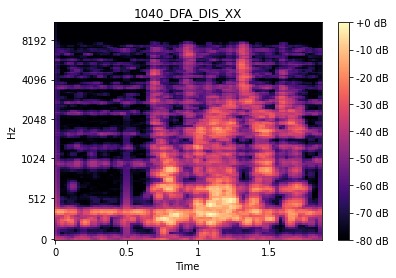 1040_DFA_DIS_XX
+0 dB
8192
-10 dB
4096
-20 dB
-30 dB
2048
Hz
-40 dB
1024
-50 dB
512
-60 dB
-70 dB
0
-80 dB
0 0.5 1 1.5
Time